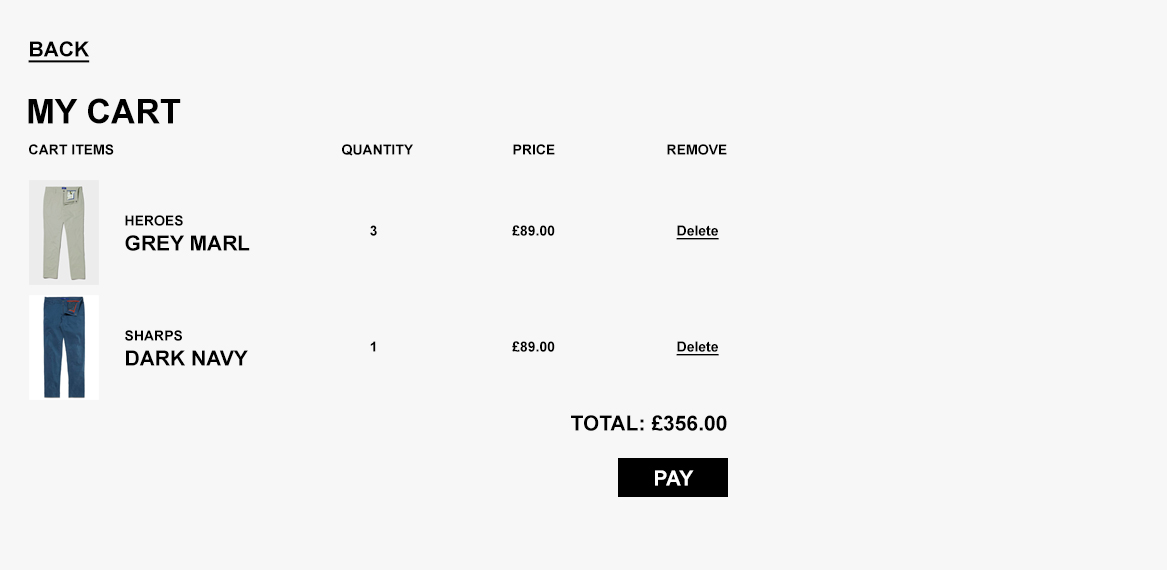 BACK
MY CART
CART ITEMS QUANTITY PRICE REMOVE
HEROES
GREY MARL
3 £89.00 Delete
SHARPS
DARK NAVY
1 £89.00 Delete
TOTAL: £356.00
PAY